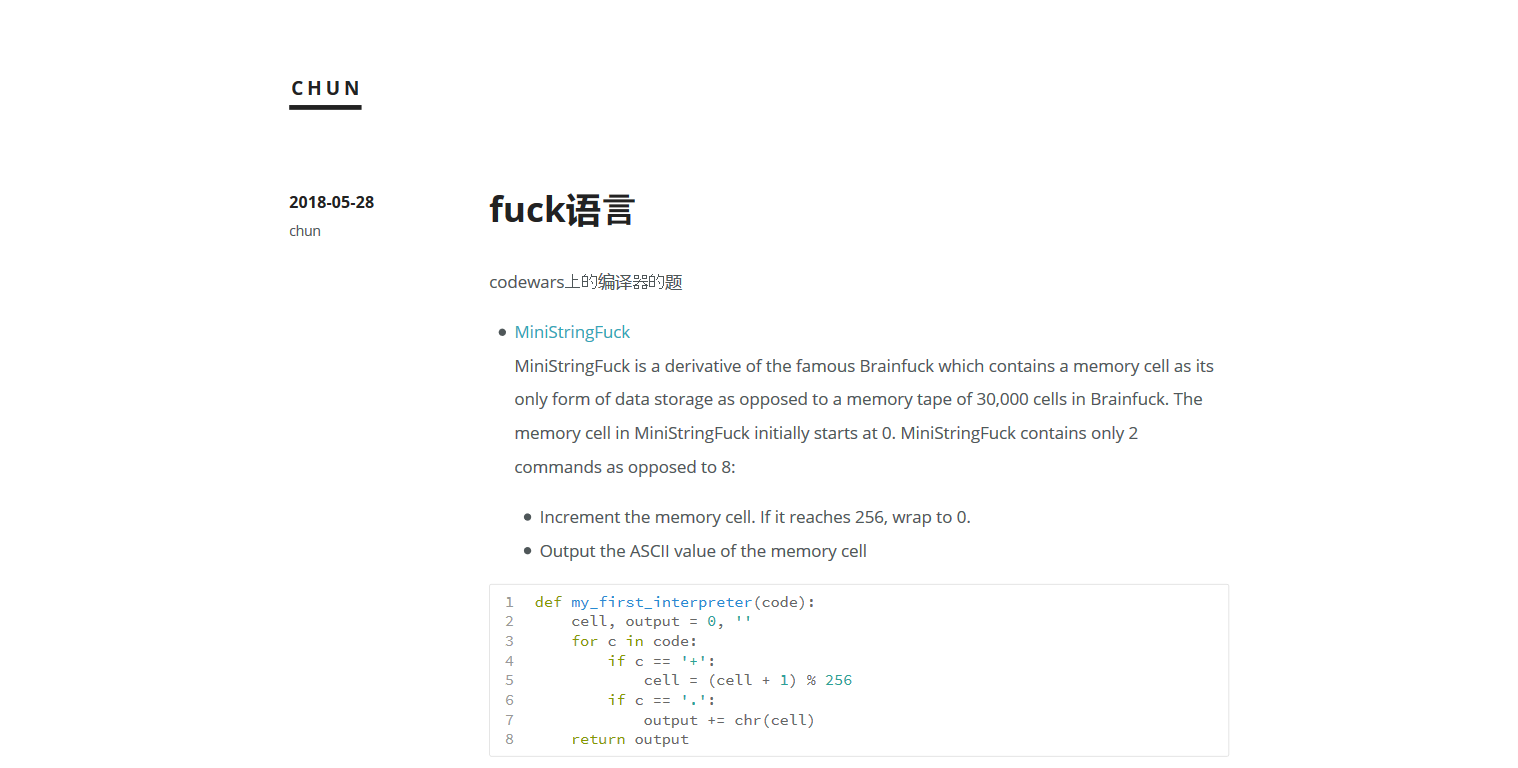 CHUN
2018-05-28
chun
fuck语言
codewars上的编译器的题
MiniStringFuck
MiniStringFuck is a derivative of the famous Brainfuck which contains a memory cell as its
only form of data storage as opposed to a memory tape of 30,000 cells in Brainfuck. The
memory cell in MiniStringFuck initially starts at 0. MiniStringFuck contains only 2
commands as opposed to 8:
Increment the memory cell. If it reaches 256, wrap to 0.
Output the ASCII value of the memory cell
1 def my_first_interpreter(code):
2     cell, output = 0, ''
3     for c in code:
4         if c == '+':
5             cell = (cell + 1) % 256
6         if c == '.':
7             output += chr(cell)
8     return output